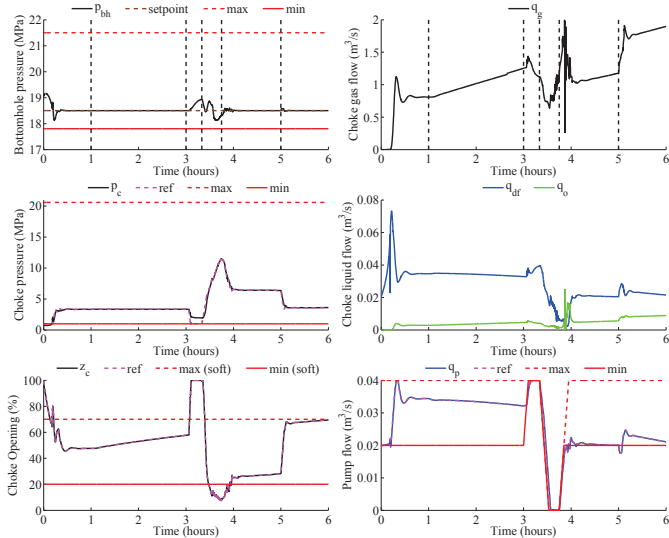 p_bh setpoint max min
22
21
20
19
18
17
0 1 2 3 4 5 6
Time (hours)
Bottomhole pressure (MPa)
q_g
2
1.5
1
0.5
0
0 1 2 3 4 5 6
Time (hours)
Choke gas flow (m³/s)
p_c ref max min
20
15
10
5
0
0 1 2 3 4 5 6
Time (hours)
Choke pressure (MPa)
q_df q_o
0.08
0.06
0.04
0.02
0
0 1 2 3 4 5 6
Time (hours)
Choke liquid flow (m³/s)
z_c ref max (soft) min (soft)
100
80
60
40
20
0
0 1 2 3 4 5 6
Time (hours)
Choke Opening (%)
q_p ref max min
0.04
0.03
0.02
0.01
0
0 1 2 3 4 5 6
Time (hours)
Pump flow (m³/s)